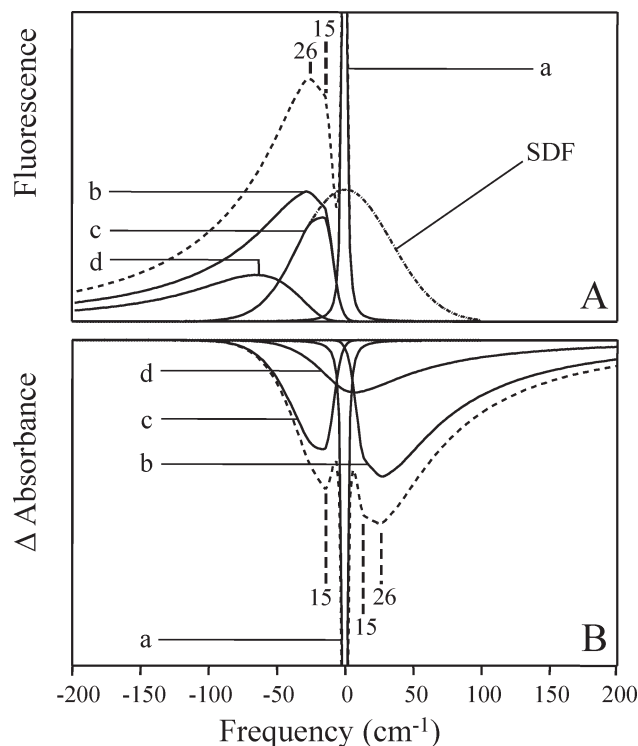 15
26
a
Fluorescence
SDF
b
c
d
A
d
c
b
Δ Absorbance
15
26
15
a
B
-200 -150 -100 -50 0 50 100 150 200
Frequency (cm⁻¹)